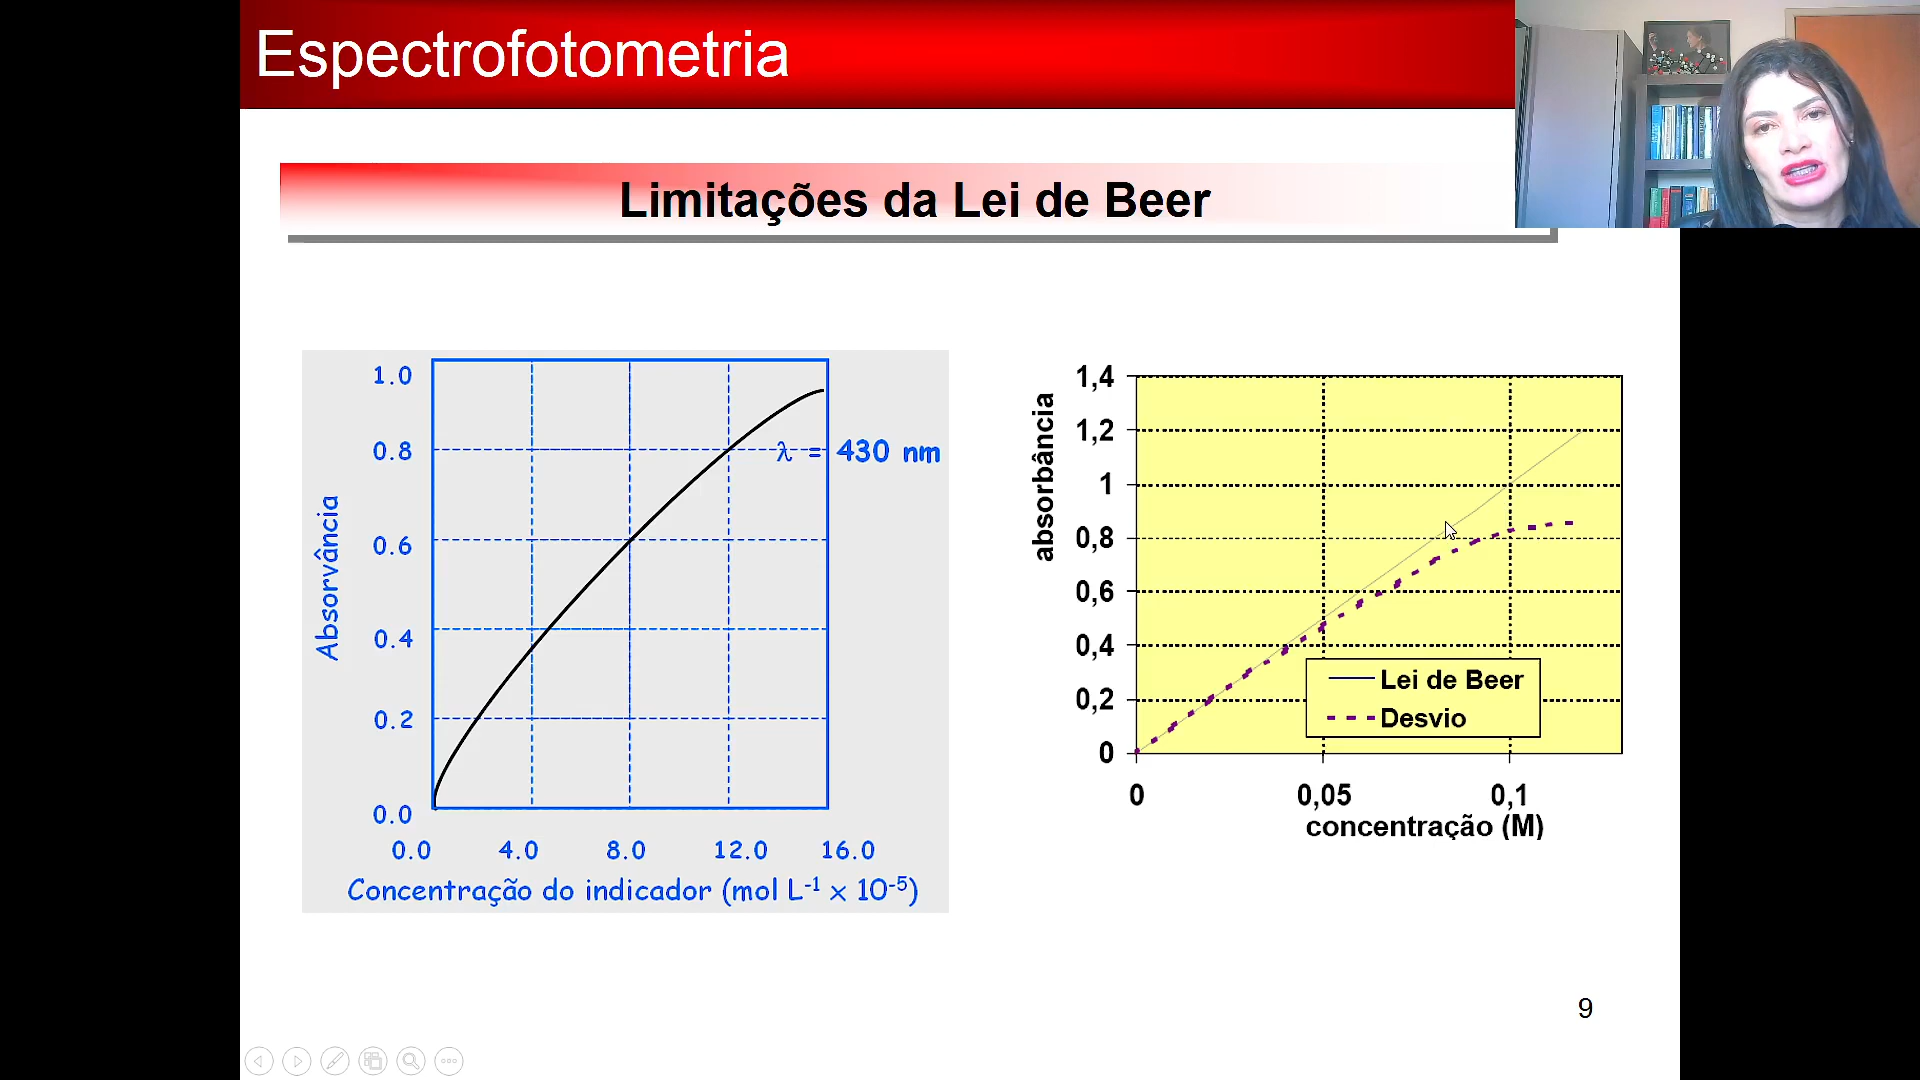 Espectrofotometria
Limitações da Lei de Beer
1.0
0.8
0.6
0.4
0.2
0.0
Absorvância
λ = 430 nm
0.0 4.0 8.0 12.0 16.0
Concentração do indicador (mol L⁻¹ x 10⁻⁵)
1,4
1,2
1
0,8
0,6
0,4
0,2
0
absorbância
Lei de Beer
Desvio
0 0,05 0,1
concentração (M)
9